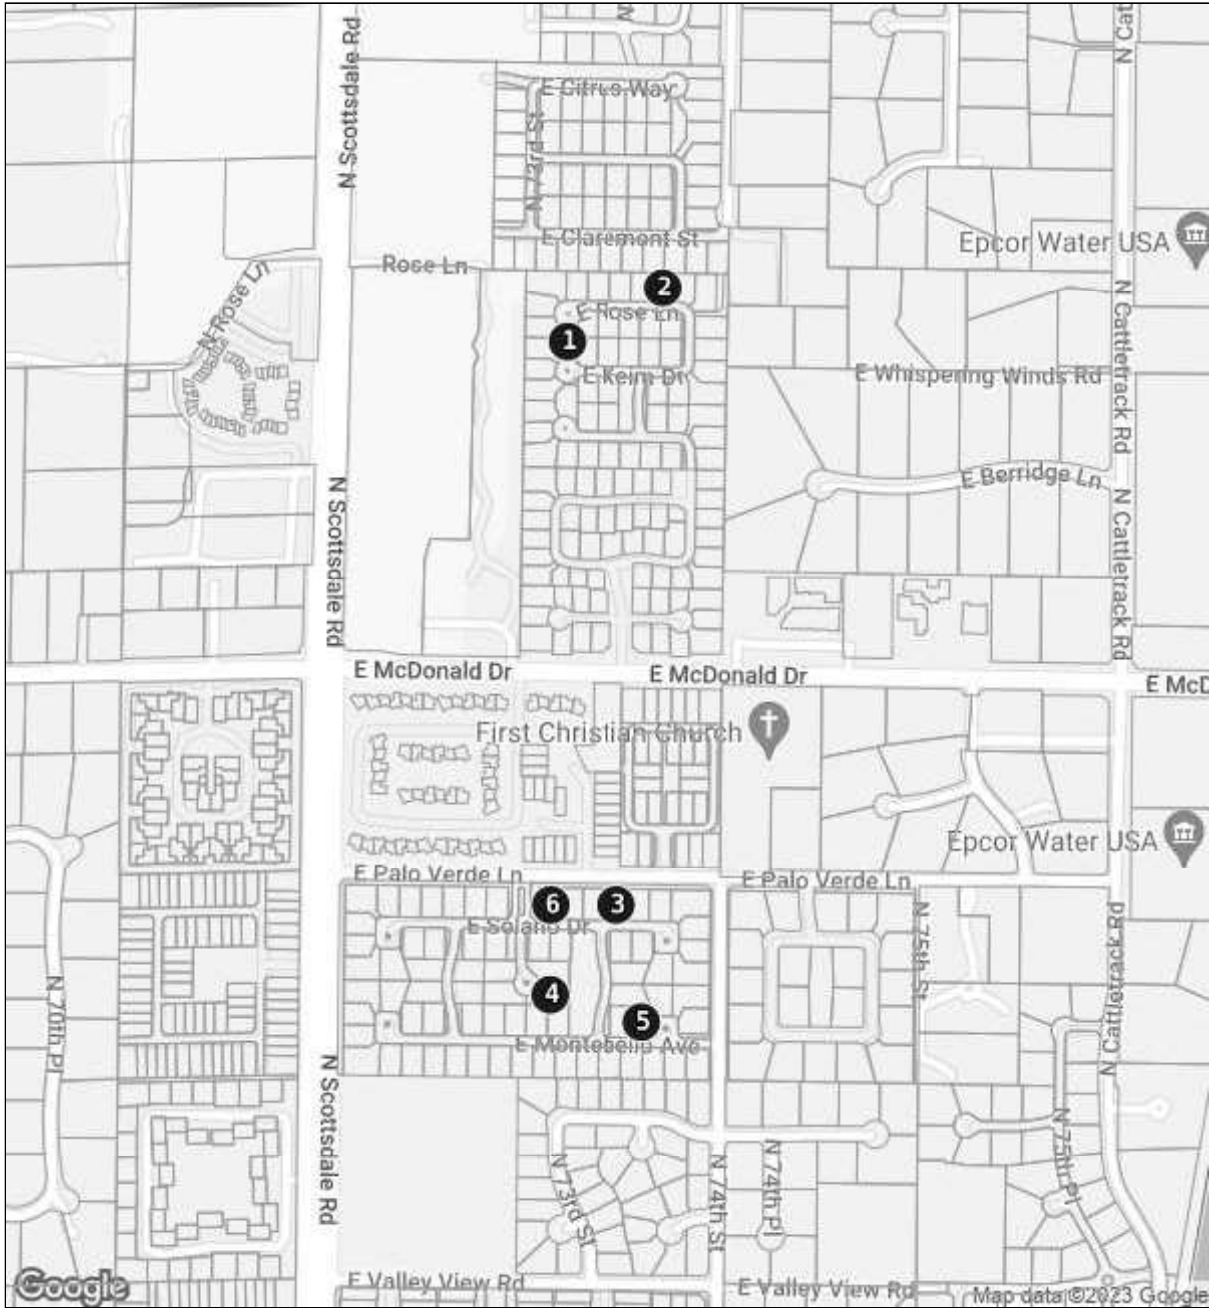 N Scottsdale Rd
N Cat
N
E Citrus Way
N 73rd St
E Claremont St
Epcor Water USA
Rose Ln
N Rose Ln
2
E Rose Ln
1
N Cattletrack Rd
E Keim Dr
E Whispering Winds Rd
E Berridge Ln
N Scottsdale Rd
N Cattletrack Rd
E McDonald Dr
E McDonald Dr
E McD
First Christian Church
Epcor Water USA
E Palo Verde Ln
E Palo Verde Ln
6
3
E Solano Dr
N 75th St
N Cattletrack Rd
4
N 70th Pl
5
E Montebello Ave
N Scottsdale Rd
N 73rd St
N 74th St
N 74th Pl
N 75th Pl
E Valley View Rd
E Valley View Rd
Google
Map data ©2023 Google